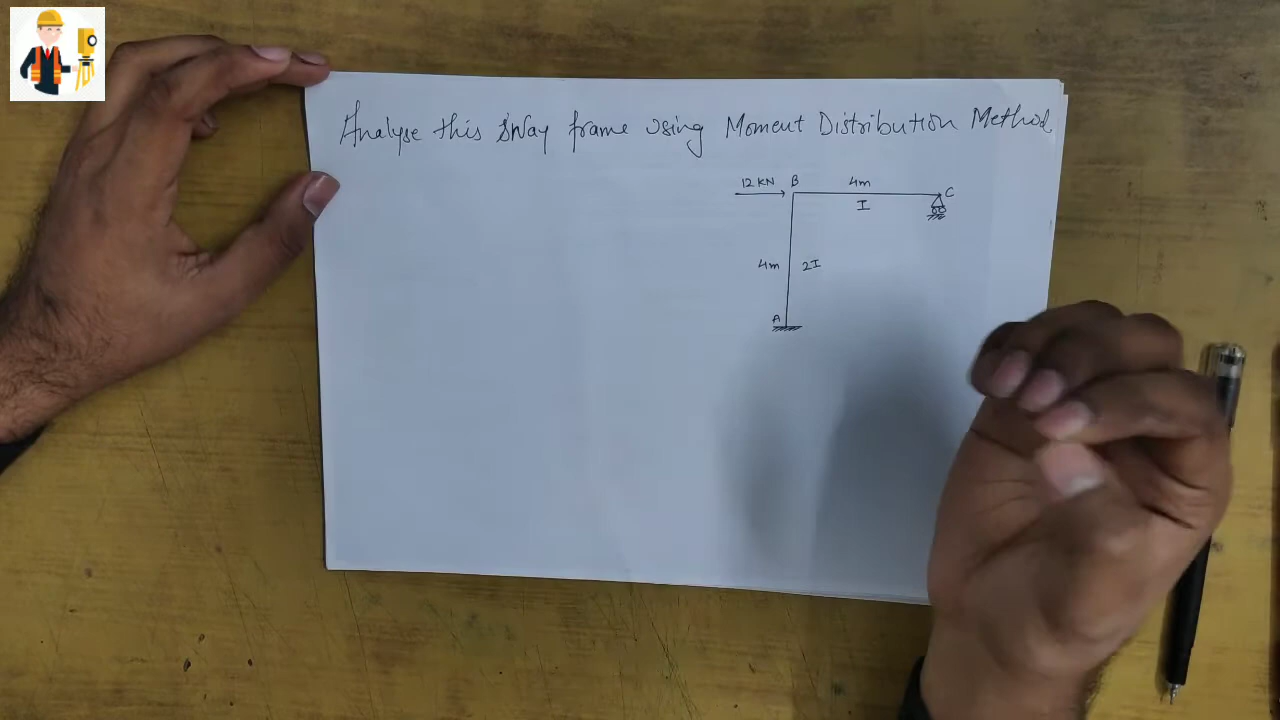 Analyse this sway frame using Moment Distribution Method
12 KN B 4m C
I
4m 2I
A